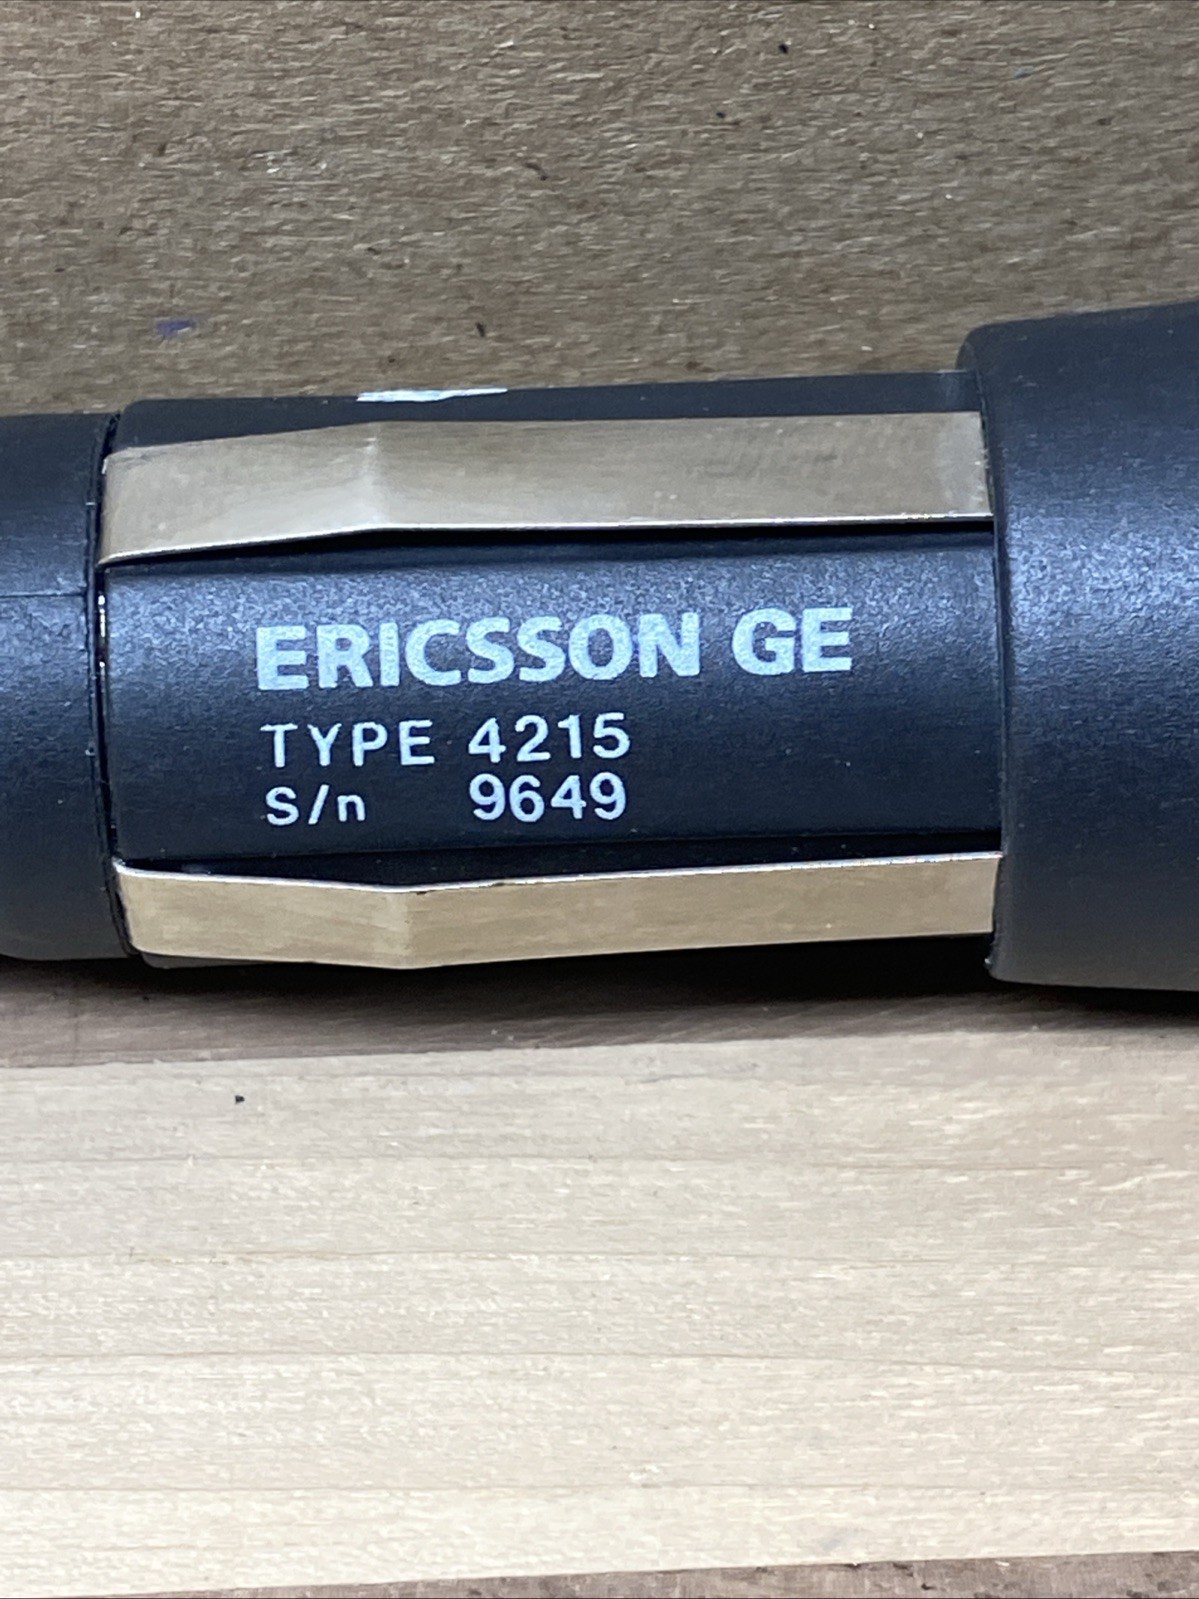 ERICSSON GE
TYPE 4215
S/n 9649